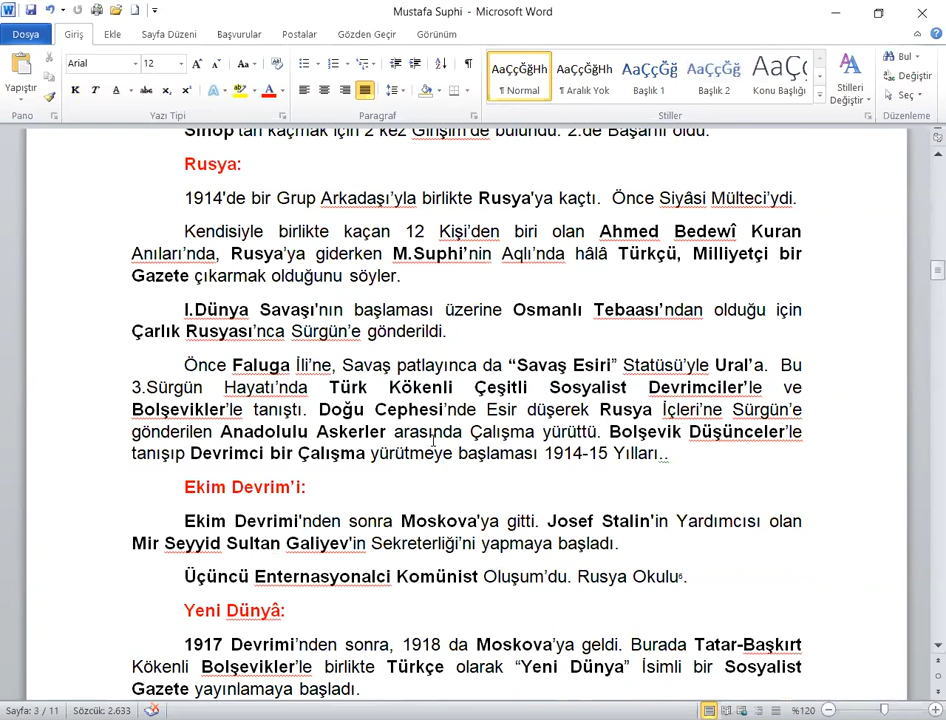 Mustafa Suphi - Microsoft Word
Dosya Giriş Ekle Sayfa Düzeni Başvurular Postalar Gözden Geçir Görünüm
Arial 12 Aa
AaÇçĞğHh AaÇçĞğHh AaÇçĞğ AaÇçĞğ AaÇç
Bul
Değiştir
Seç
Yapıştır
K T A abc x₂ x² A A
¶ Normal ¶ Aralık Yok Başlık 1 Başlık 2 Konu Başlığı
Stilleri
Değiştir
Pano Yazı Tipi Paragraf Stiller Düzenleme
Sinop'tan kaçmak için 2 kez Girişim'de bulundu. 2.de Başarılı oldu.
Rusya:
1914'de bir Grup Arkadaşı'yla birlikte Rusya'ya kaçtı. Önce Siyâsi Mülteci'ydi.
Kendisiyle birlikte kaçan 12 Kişi'den biri olan Ahmed Bedewî Kuran
Anıları'nda, Rusya'ya giderken M.Suphi'nin Aqlı'nda hâlâ Türkçü, Milliyetçi bir
Gazete çıkarmak olduğunu söyler.
I.Dünya Savaşı'nın başlaması üzerine Osmanlı Tebaası'ndan olduğu için
Çarlık Rusyası'nca Sürgün'e gönderildi.
Önce Faluga İli'ne, Savaş patlayınca da “Savaş Esiri” Statüsü'yle Ural'a. Bu
3.Sürgün Hayatı'nda Türk Kökenli Çeşitli Sosyalist Devrimciler'le ve
Bolşevikler'le tanıştı. Doğu Cephesi'nde Esir düşerek Rusya İçleri'ne Sürgün'e
gönderilen Anadolulu Askerler arasında Çalışma yürüttü. Bolşevik Düşünceler'le
tanışıp Devrimci bir Çalışma yürütmeye başlaması 1914-15 Yılları..
Ekim Devrim'i:
Ekim Devrimi'nden sonra Moskova'ya gitti. Josef Stalin'in Yardımcısı olan
Mir Seyyid Sultan Galiyev'in Sekreterliği'ni yapmaya başladı.
Üçüncü Enternasyonalci Komünist Oluşum'du. Rusya Okulu⁶.
Yeni Dünyâ:
1917 Devrimi'nden sonra, 1918 da Moskova'ya geldi. Burada Tatar-Başkırt
Kökenli Bolşevikler'le birlikte Türkçe olarak “Yeni Dünya” İsimli bir Sosyalist
Gazete yayınlamaya başladı.
Sayfa: 3 / 11 Sözcük: 2.633 %120